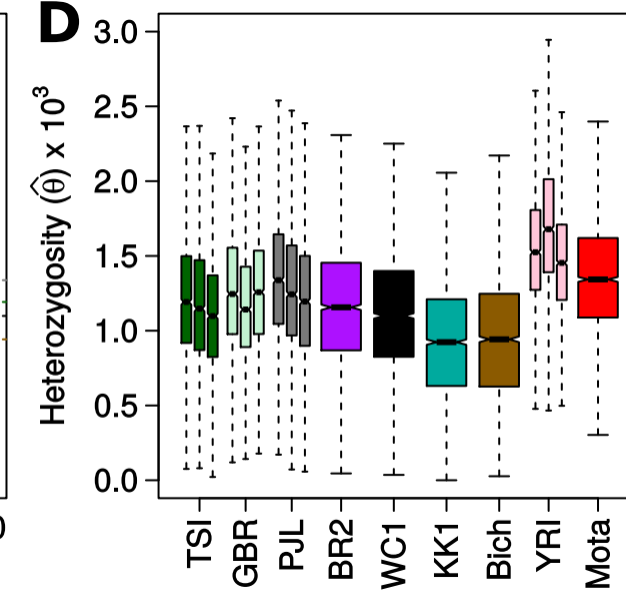 D
Heterozygosity (θ̂) x 10³
3.0
2.5
2.0
1.5
1.0
0.5
0.0
TSI
GBR
PJL
BR2
WC1
KK1
Bich
YRI
Mota